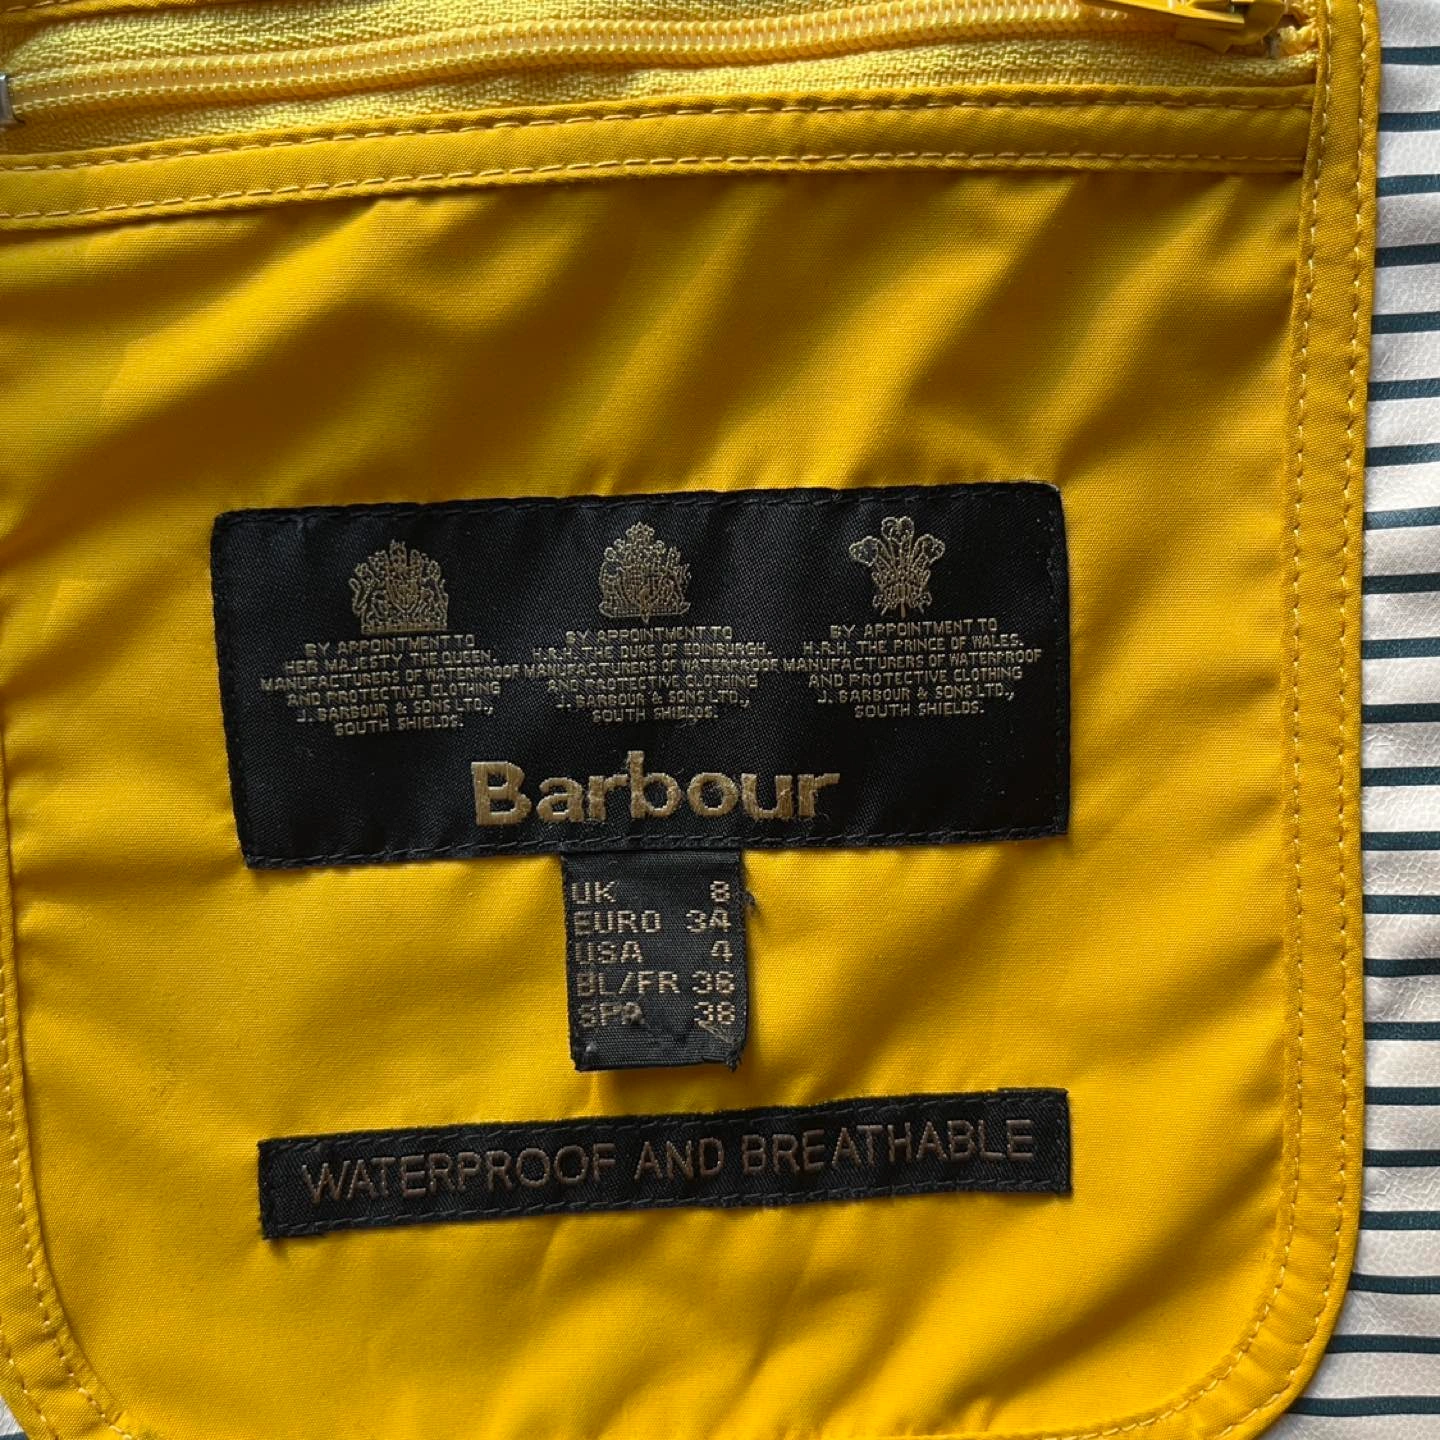 BY APPOINTMENT TO
HER MAJESTY THE QUEEN.
MANUFACTURERS OF WATERPROOF
AND PROTECTIVE CLOTHING
J. BARBOUR & SONS LTD.,
SOUTH SHIELDS.
BY APPOINTMENT TO
H.R.H. THE DUKE OF EDINBURGH.
MANUFACTURERS OF WATERPROOF
AND PROTECTIVE CLOTHING
J. BARBOUR & SONS LTD.,
SOUTH SHIELDS.
BY APPOINTMENT TO
H.R.H. THE PRINCE OF WALES.
MANUFACTURERS OF WATERPROOF
AND PROTECTIVE CLOTHING
J. BARBOUR & SONS LTD.,
SOUTH SHIELDS.
Barbour
UK 8
EURO 34
USA 4
BL/FR 36
SPA 38
WATERPROOF AND BREATHABLE